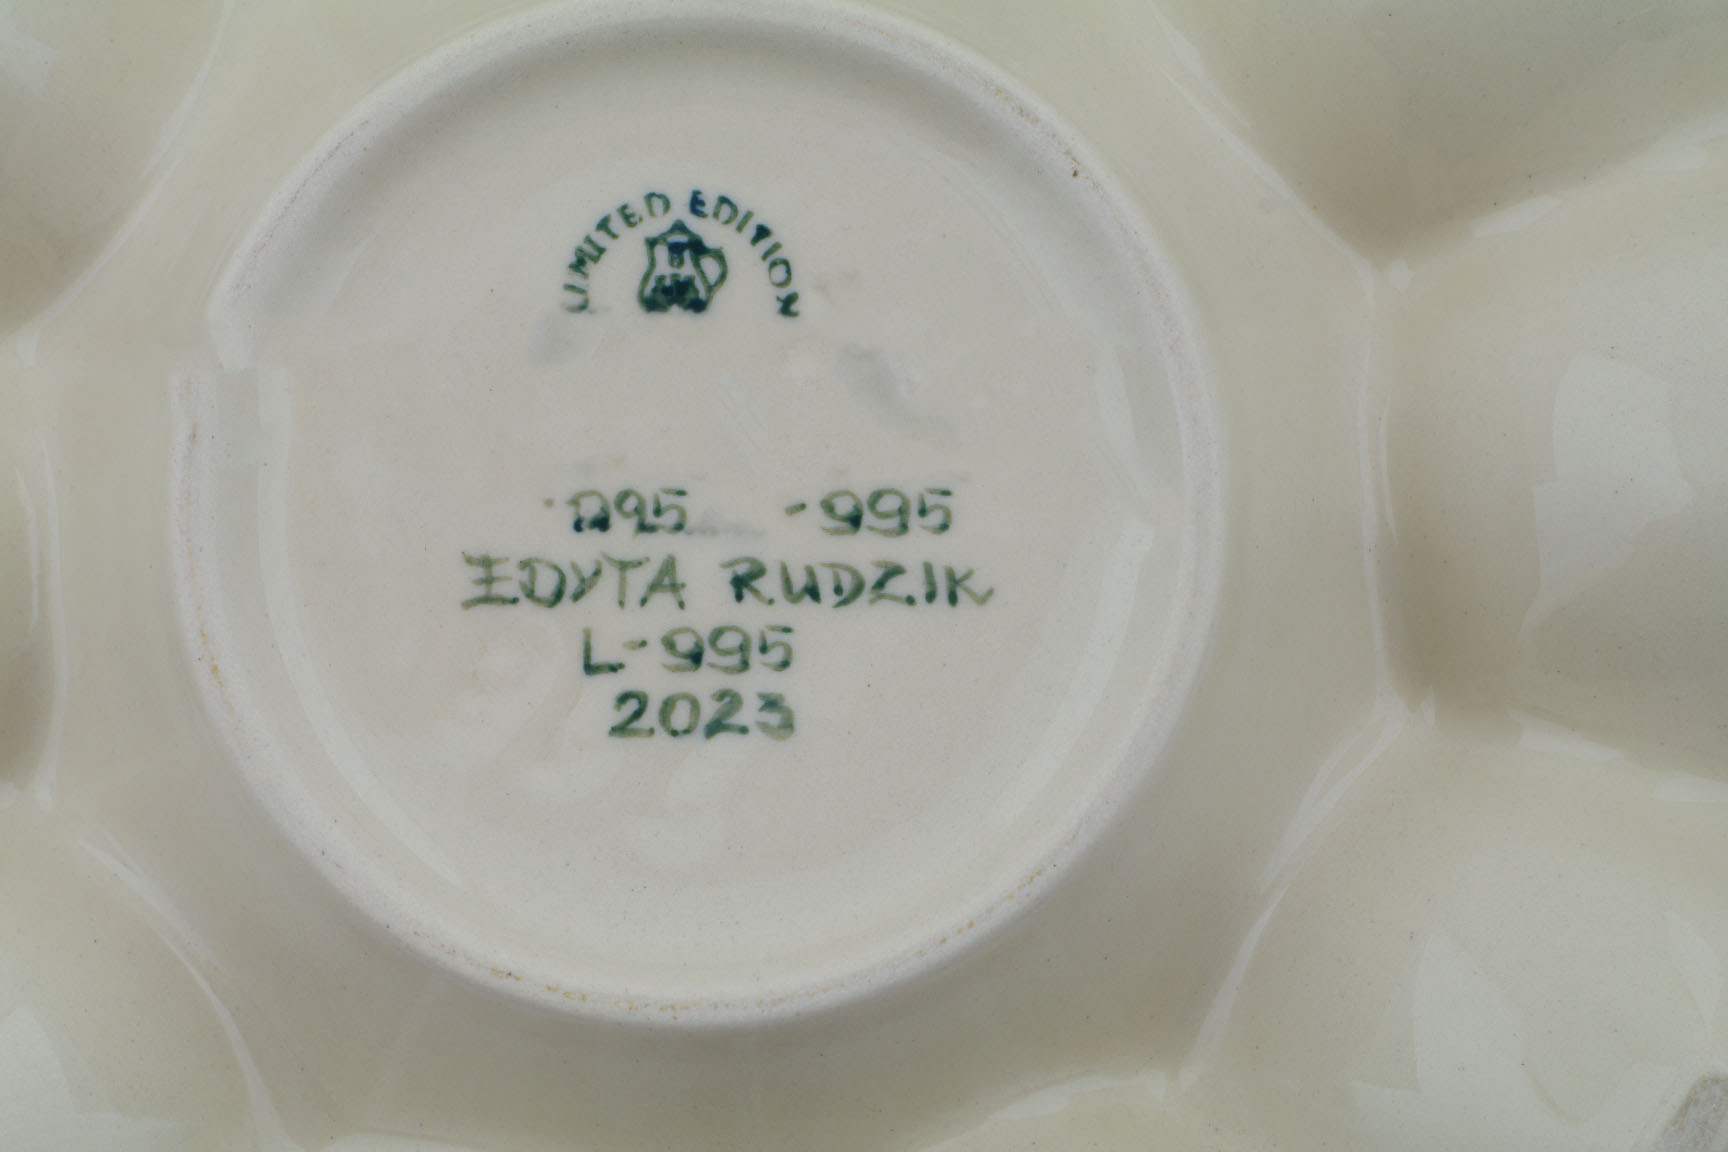 LIMITED EDITION
995 -995
EDYTA RUDZIK
L-995
2023